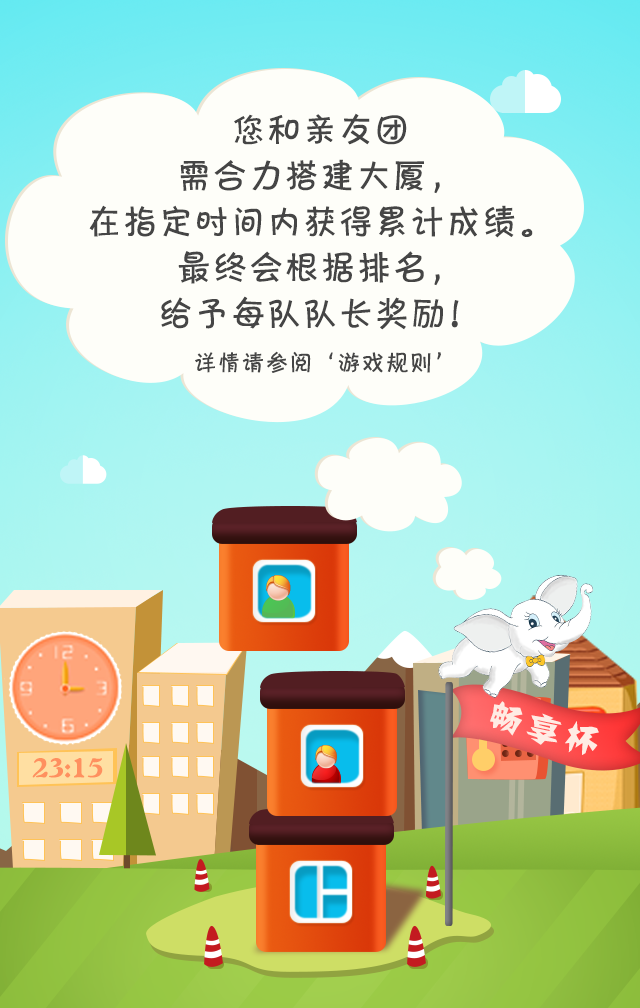 您和亲友团
需合力搭建大厦，
在指定时间内获得累计成绩。
最终会根据排名，
给予每队队长奖励！
详情请参阅‘游戏规则’
12
9 3
6
23:15
畅享杯